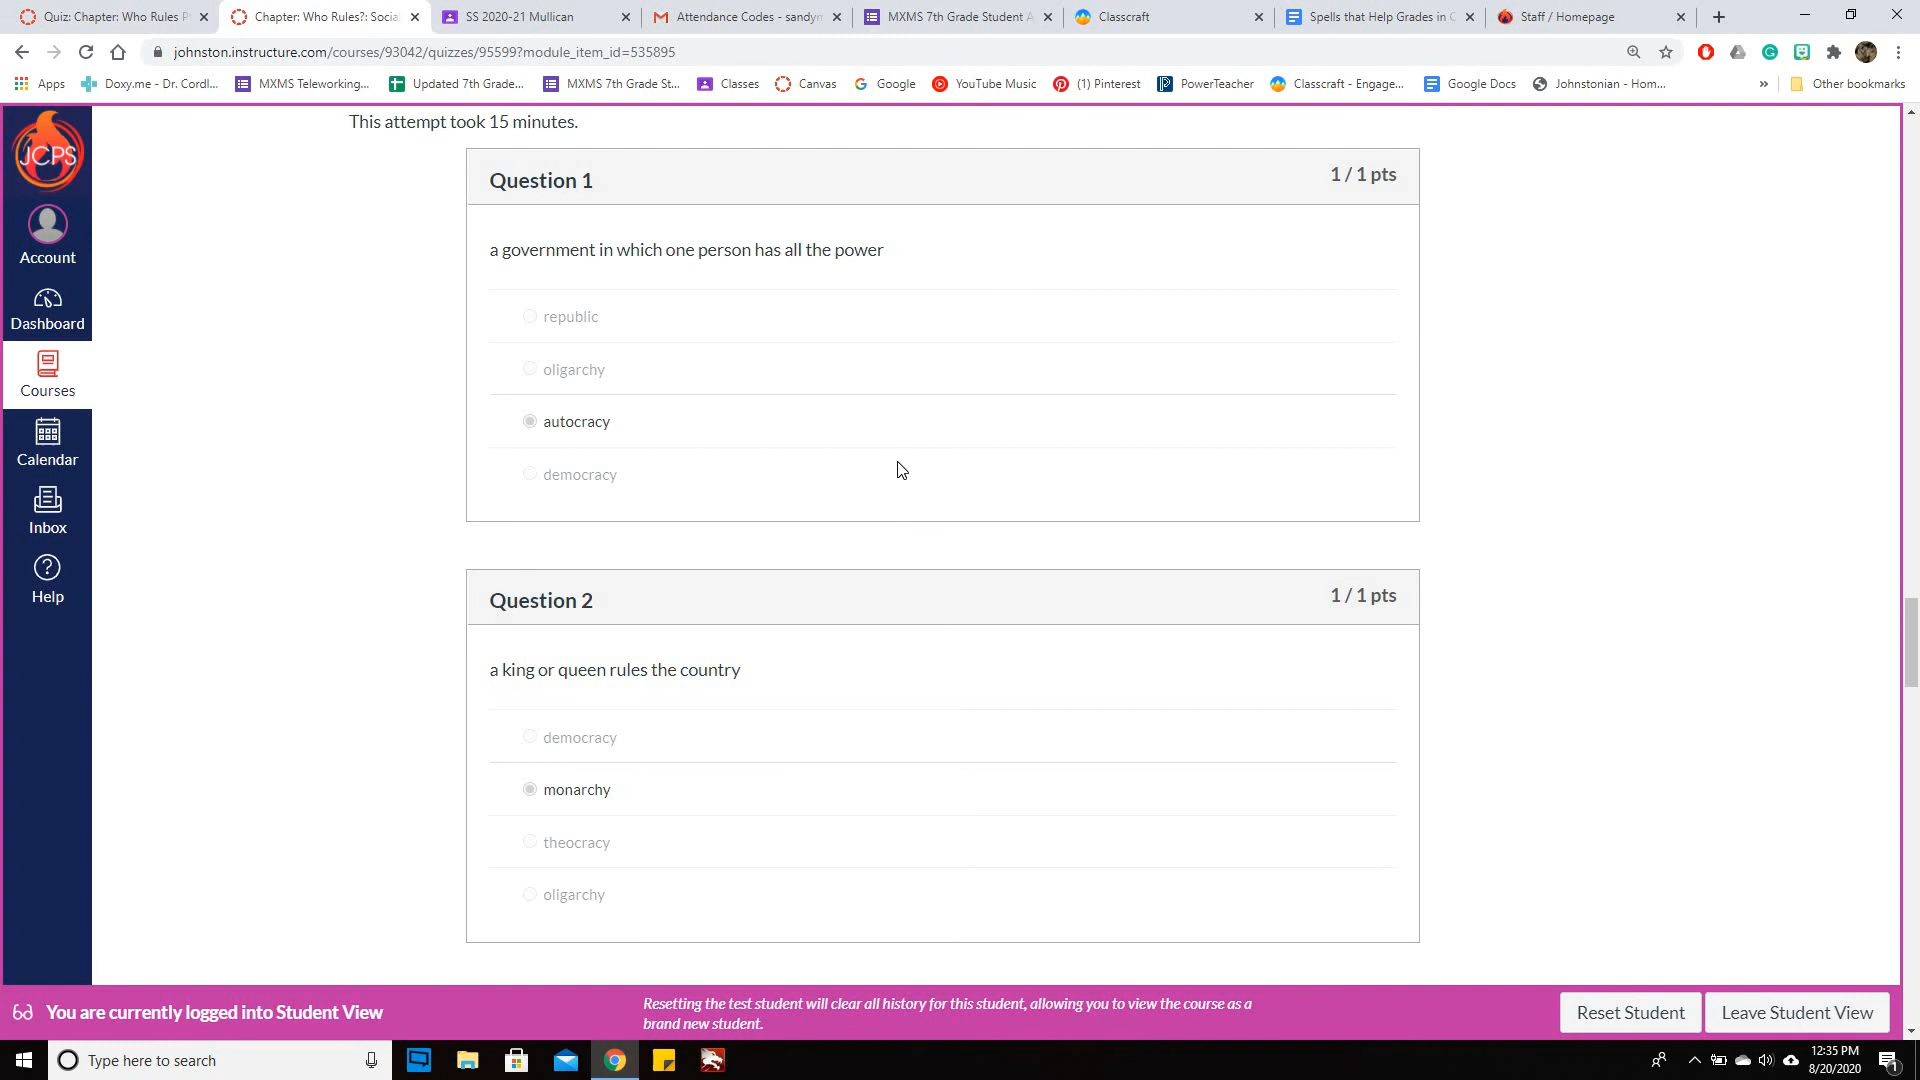 Quiz: Chapter: Who Rules P
Chapter: Who Rules?: Social
SS 2020-21 Mullican
Attendance Codes - sandym
MXMS 7th Grade Student A
Classcraft
Spells that Help Grades in C
Staff / Homepage
johnston.instructure.com/courses/93042/quizzes/95599?module_item_id=535895
Apps
Doxy.me - Dr. Cordl...
MXMS Teleworking...
Updated 7th Grade...
MXMS 7th Grade St...
Classes
Canvas
Google
YouTube Music
(1) Pinterest
PowerTeacher
Classcraft - Engage...
Google Docs
Johnstonian - Hom...
»
Other bookmarks
JCPS
Account
Dashboard
Courses
Calendar
Inbox
Help
This attempt took 15 minutes.
Question 1
1 / 1 pts
a government in which one person has all the power
republic
oligarchy
autocracy
democracy
Question 2
1 / 1 pts
a king or queen rules the country
democracy
monarchy
theocracy
oligarchy
You are currently logged into Student View
Resetting the test student will clear all history for this student, allowing you to view the course as a
brand new student.
Reset Student
Leave Student View
Type here to search
12:35 PM
8/20/2020
1